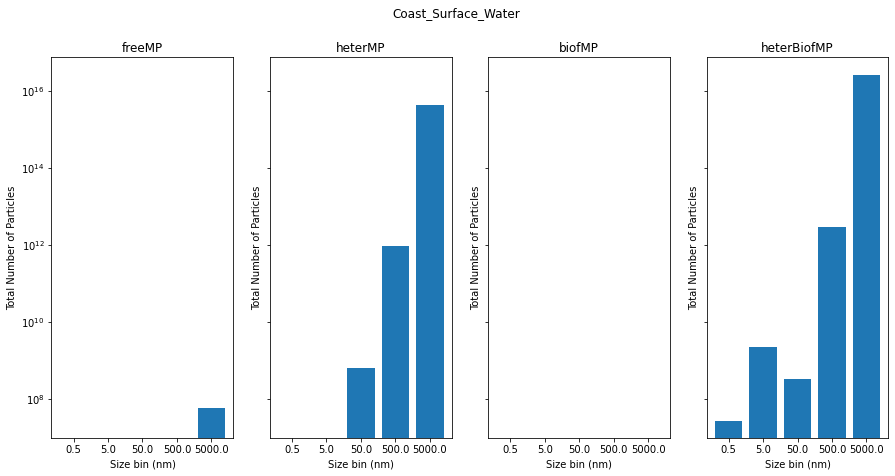 Coast_Surface_Water
freeMP heterMP biofMP heterBiofMP
Total Number of Particles Total Number of Particles Total Number of Particles Total Number of Particles
10^16
10^14
10^12
10^10
10^8
0.5 5.0 50.0 500.0 5000.0 0.5 5.0 50.0 500.0 5000.0 0.5 5.0 50.0 500.0 5000.0 0.5 5.0 50.0 500.0 5000.0
Size bin (nm) Size bin (nm) Size bin (nm) Size bin (nm)